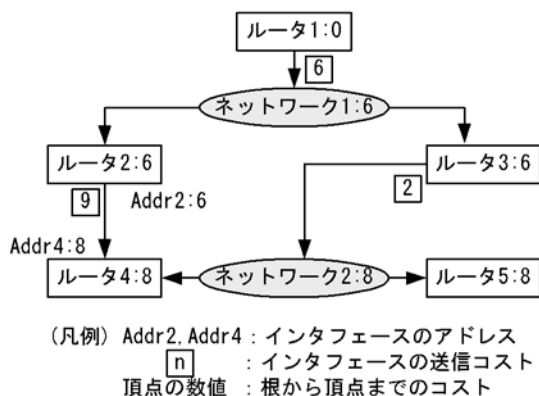 ルータ1:0
6
ネットワーク1:6
ルータ2:6
ルータ3:6
9
Addr2:6
2
Addr4:8
ルータ4:8
ネットワーク2:8
ルータ5:8
(凡例) Addr2, Addr4 : インタフェースのアドレス
n : インタフェースの送信コスト
頂点の数値 : 根から頂点までのコスト